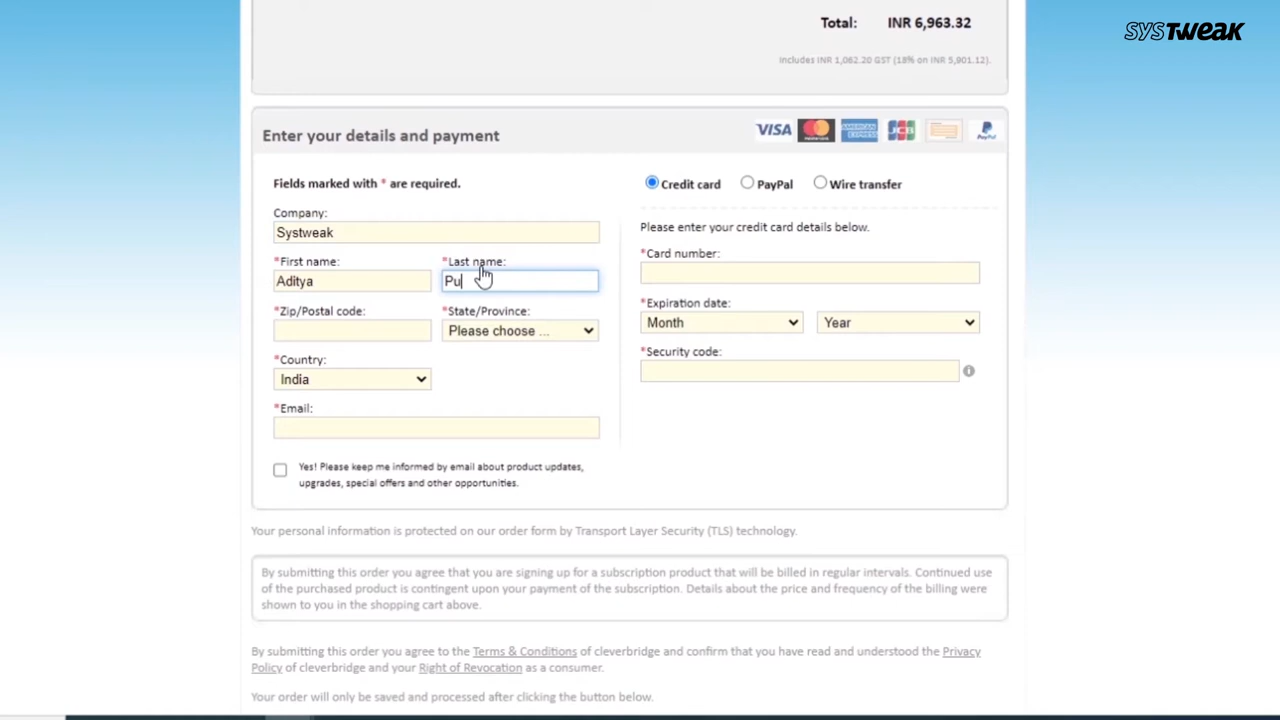 SYSTWEAK
Total: INR 6,963.32
includes INR 1,062.20 GST (18% on INR 5,901.12).
Enter your details and payment
VISA MasterCard AMERICAN EXPRESS JCB PayPal
Fields marked with * are required.
Credit card PayPal Wire transfer
Company:
Systweak
Please enter your credit card details below.
*First name: *Last name:
Aditya Pu
*Card number:
*Zip/Postal code: *State/Province:
Please choose ...
*Expiration date:
Month Year
*Country:
India
*Security code:
*Email:
Yes! Please keep me informed by email about product updates,
upgrades, special offers and other opportunities.
Your personal information is protected on our order form by Transport Layer Security (TLS) technology.
By submitting this order you agree that you are signing up for a subscription product that will be billed in regular intervals. Continued use
of the purchased product is contingent upon your payment of the subscription. Details about the price and frequency of the billing were
shown to you in the shopping cart above.
By submitting this order you agree to the Terms & Conditions of cleverbridge and confirm that you have read and understood the Privacy
Policy of cleverbridge and your Right of Revocation as a consumer.
Your order will only be saved and processed after clicking the button below.